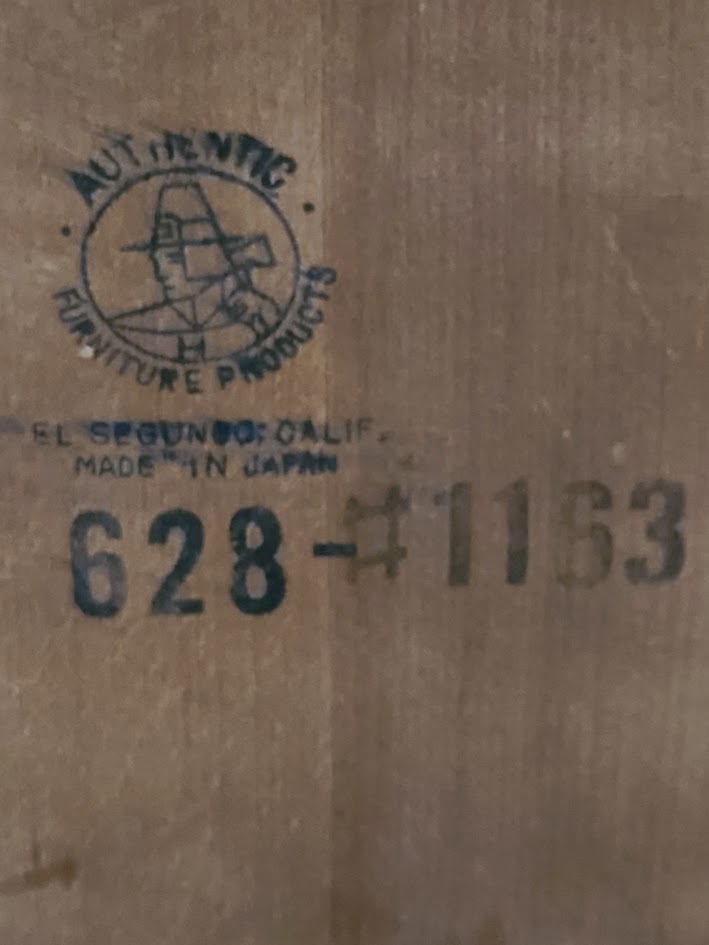 AUTHENTIC
FURNITURE PRODUCTS
EL SEGUNDO, CALIF.
MADE IN JAPAN
628-#1163